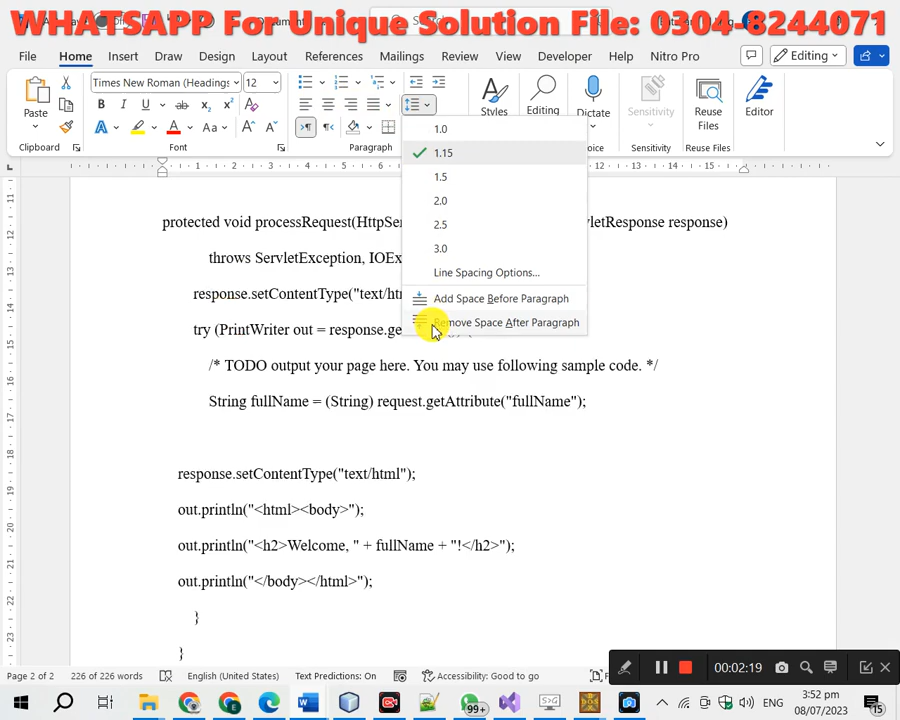 WHATSAPP For Unique Solution File: 0304-8244071
File Home Insert Draw Design Layout References Mailings Review View Developer Help Nitro Pro Editing
Times New Roman (Headings 12
Paste Styles Editing Dictate Sensitivity Reuse Files Editor
Clipboard Font Paragraph Sensitivity Reuse Files
1.0
1.15
1.5
2.0
2.5
3.0
Line Spacing Options...
Add Space Before Paragraph
Remove Space After Paragraph
protected void processRequest(HttpSer vletResponse response)
throws ServletException, IOEx
response.setContentType("text/ht
try (PrintWriter out = response.ge
/* TODO output your page here. You may use following sample code. */
String fullName = (String) request.getAttribute("fullName");
response.setContentType("text/html");
out.println("<html><body>");
out.println("<h2>Welcome, " + fullName + "!</h2>");
out.println("</body></html>");
}
}
00:02:19
Page 2 of 2 226 of 226 words English (United States) Text Predictions: On Accessibility: Good to go
99+
3:52 pm
08/07/2023
15